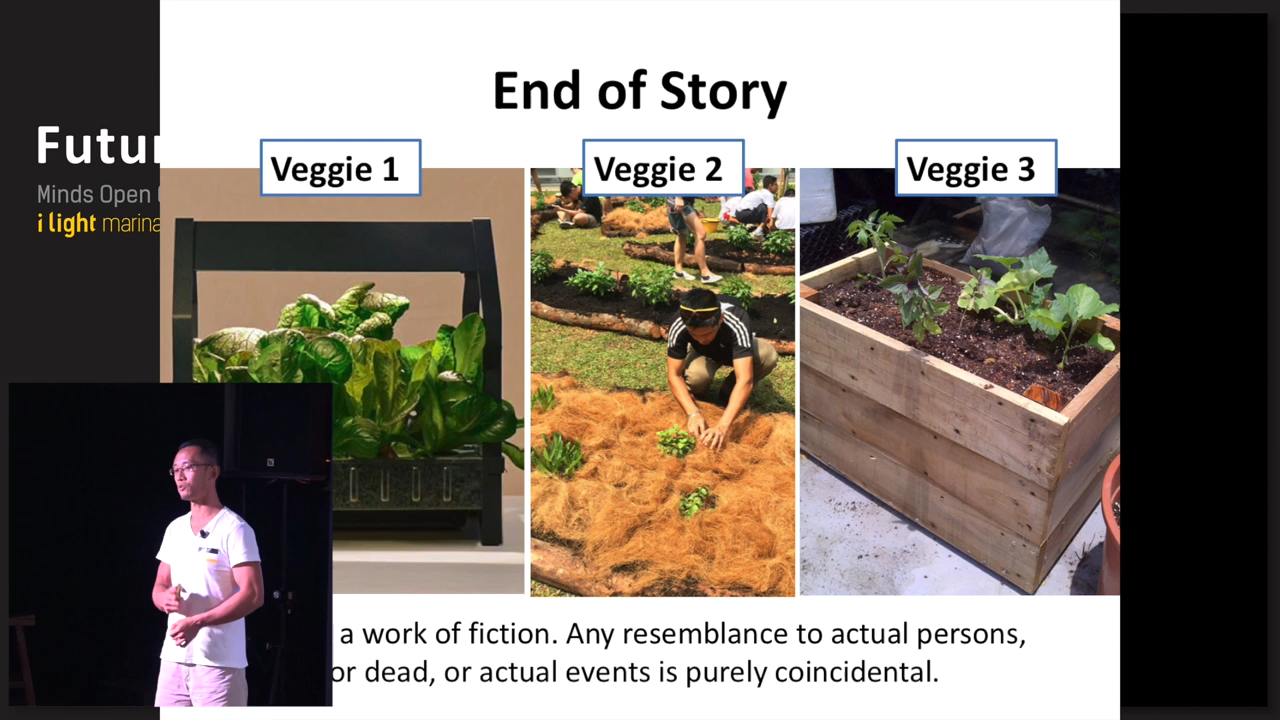 End of Story
Futur
Minds Open
i light marina
Veggie 1
Veggie 2
Veggie 3
a work of fiction. Any resemblance to actual persons,
or dead, or actual events is purely coincidental.